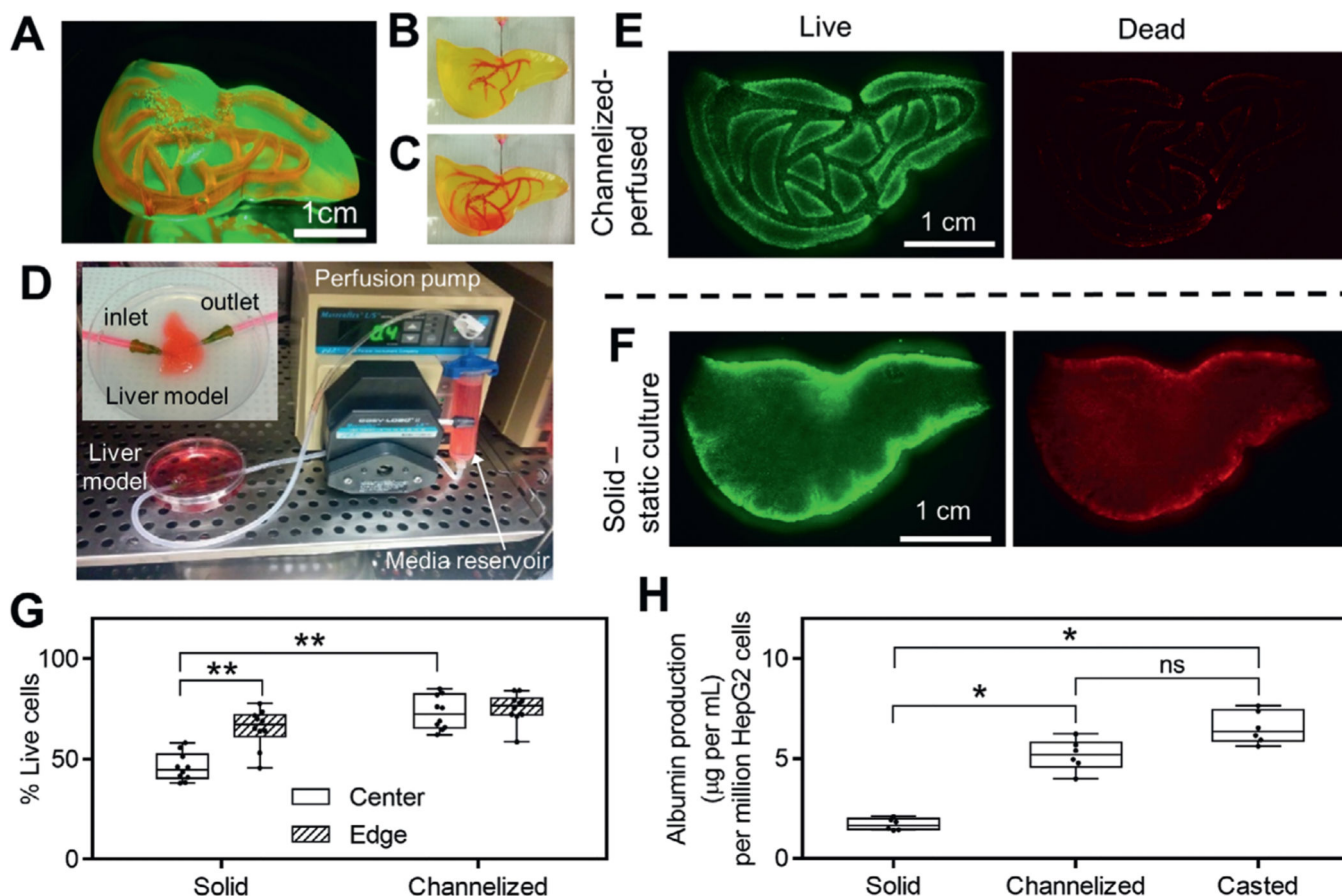 A
1cm
B
C
D
inlet
outlet
Liver model
Perfusion pump
Liver
model
Media reservoir
E
Live
Dead
Channelized-
perfused
1 cm
F
Solid –
static culture
1 cm
G
% Live cells
100
50
0
**
**
Center
Edge
Solid
Channelized
H
Albumin production
(μg per mL)
per million HepG2 cells
10
5
0
*
*
ns
Solid
Channelized
Casted